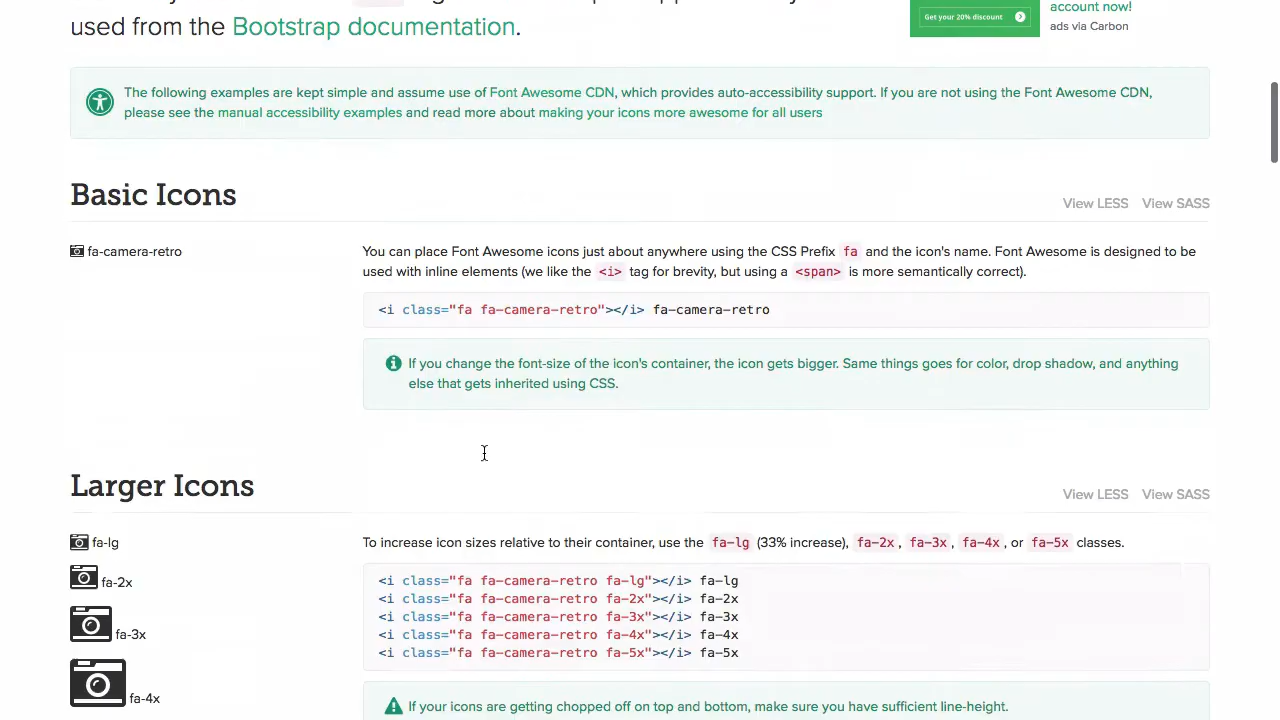 used from the Bootstrap documentation.
Get your 20% discount
account now!
ads via Carbon
The following examples are kept simple and assume use of Font Awesome CDN, which provides auto-accessibility support. If you are not using the Font Awesome CDN,
please see the manual accessibility examples and read more about making your icons more awesome for all users
Basic Icons
View LESS View SASS
fa-camera-retro
You can place Font Awesome icons just about anywhere using the CSS Prefix fa and the icon's name. Font Awesome is designed to be
used with inline elements (we like the <i> tag for brevity, but using a <span> is more semantically correct).
<i class="fa fa-camera-retro"></i> fa-camera-retro
If you change the font-size of the icon's container, the icon gets bigger. Same things goes for color, drop shadow, and anything
else that gets inherited using CSS.
Larger Icons
View LESS View SASS
fa-lg
fa-2x
fa-3x
fa-4x
To increase icon sizes relative to their container, use the fa-lg (33% increase), fa-2x, fa-3x, fa-4x, or fa-5x classes.
<i class="fa fa-camera-retro fa-lg"></i> fa-lg
<i class="fa fa-camera-retro fa-2x"></i> fa-2x
<i class="fa fa-camera-retro fa-3x"></i> fa-3x
<i class="fa fa-camera-retro fa-4x"></i> fa-4x
<i class="fa fa-camera-retro fa-5x"></i> fa-5x
If your icons are getting chopped off on top and bottom, make sure you have sufficient line-height.